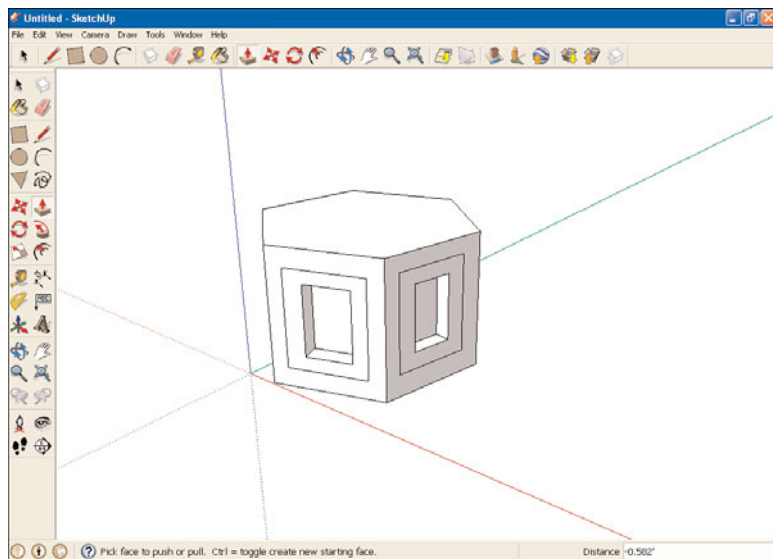 Untitled - SketchUp
File Edit View Camera Draw Tools Window Help
Pick face to push or pull. Ctrl = toggle create new starting face.
Distance -0.582'